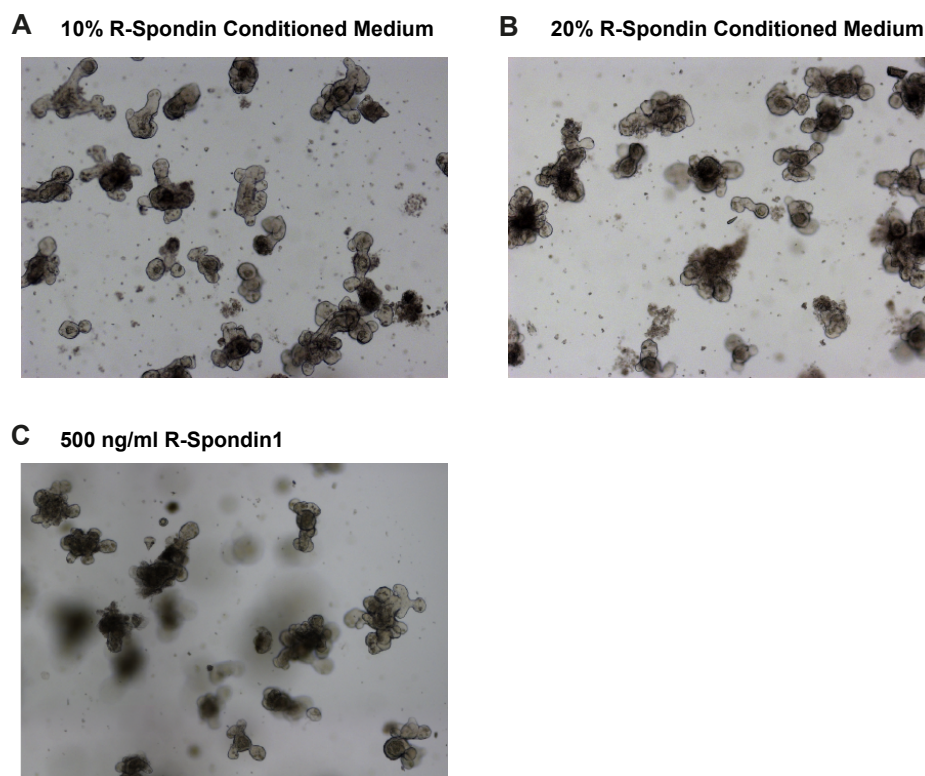 A 10% R-Spondin Conditioned Medium
B 20% R-Spondin Conditioned Medium
C 500 ng/ml R-Spondin1